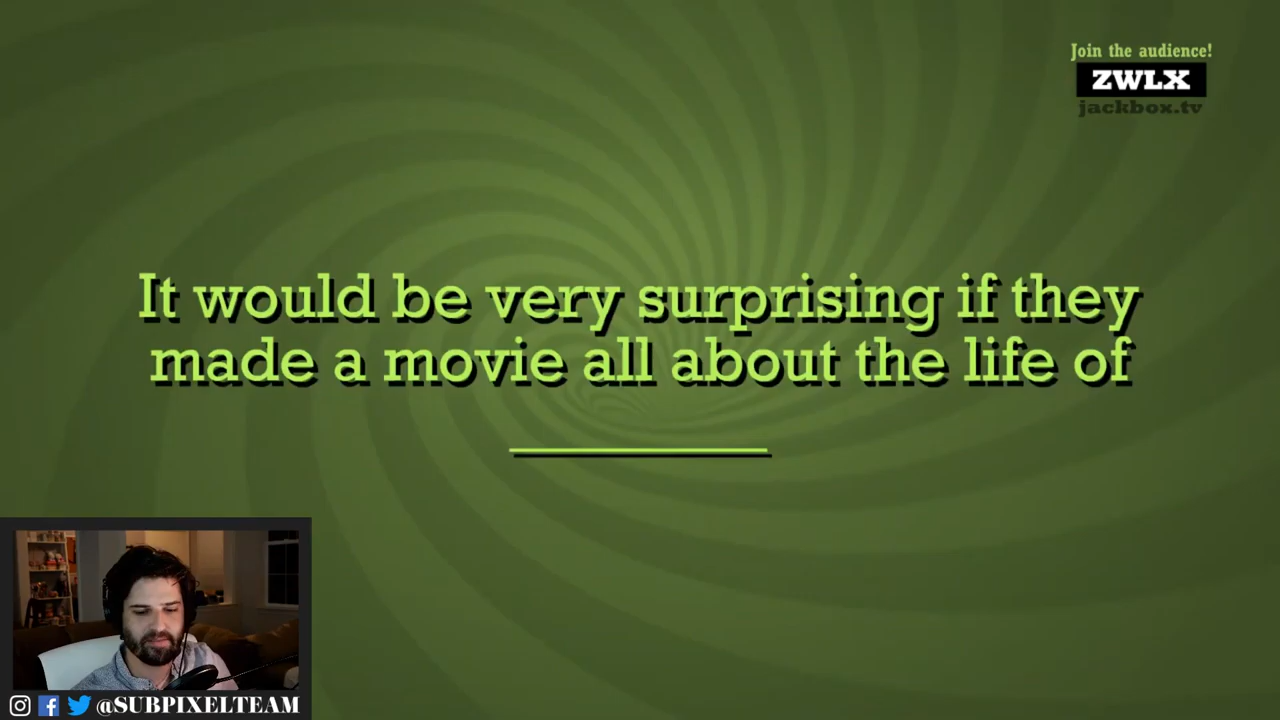 Join the audience!
ZWLX
jackbox.tv
It would be very surprising if they
made a movie all about the life of
@SUBPIXELTEAM